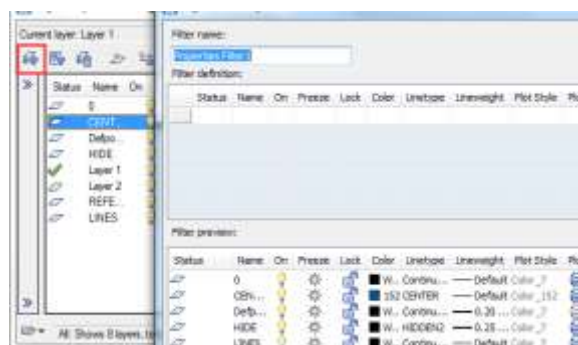 Current layer: Layer 1
Status Name On
0
CENT...
Defpo...
HIDE
Layer 1
Layer 2
REFE...
LINES
All: Shows 8 layers, to
Filter name:
Properties Filter 1
Filter definition:
Status Name On Freeze Lock Color Linetype Lineweight Plot Style
Filter preview:
Status Name On Freeze Lock Color Linetype Lineweight Plot Style
0 W... Continu... Default Color_7
CEN... 152 CENTER Default Color_152
Defp... W... Continu... 0.20 ... Color_7
HIDE W... HIDDEN2 0.25 ... Color_7
LINES W... Continu... Default Color_7